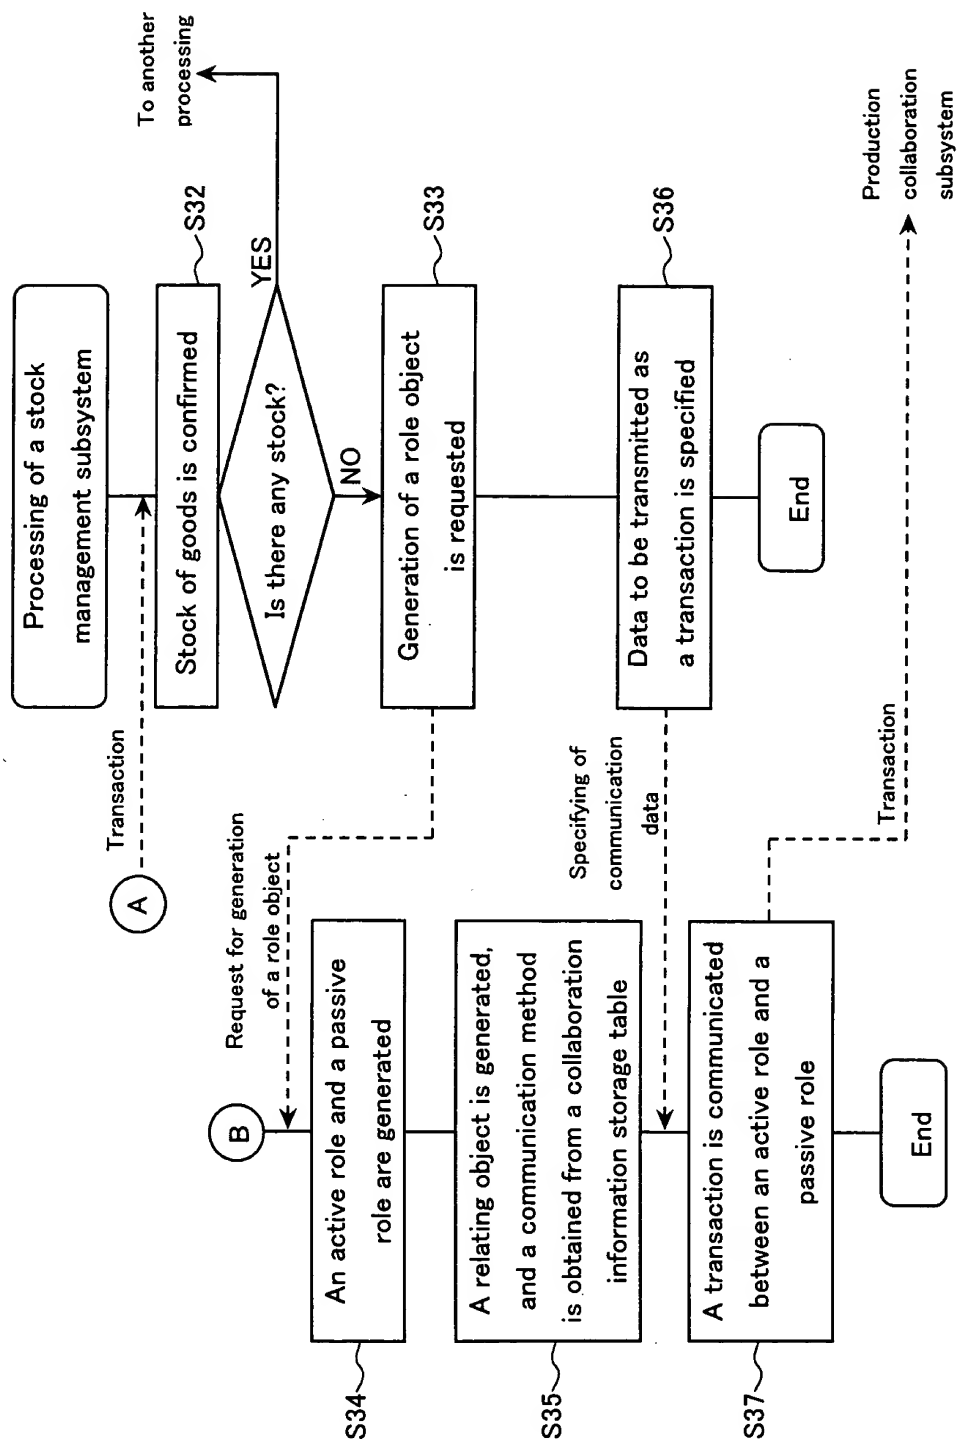 B
Request for generation
of a role object
S34
An active role and a passive
role are generated
S35
A relating object is generated,
and a communication method
is obtained from a collaboration
information storage table
Specifying of
communication
data
S37
A transaction is communicated
between an active role and a
passive role
End
A
Transaction
Processing of a stock
management subsystem
Stock of goods is confirmed
S32
Is there any stock?
YES
To another
processing
NO
Generation of a role object
is requested
S33
Data to be transmitted as
a transaction is specified
S36
End
Transaction
Production
collaboration
subsystem